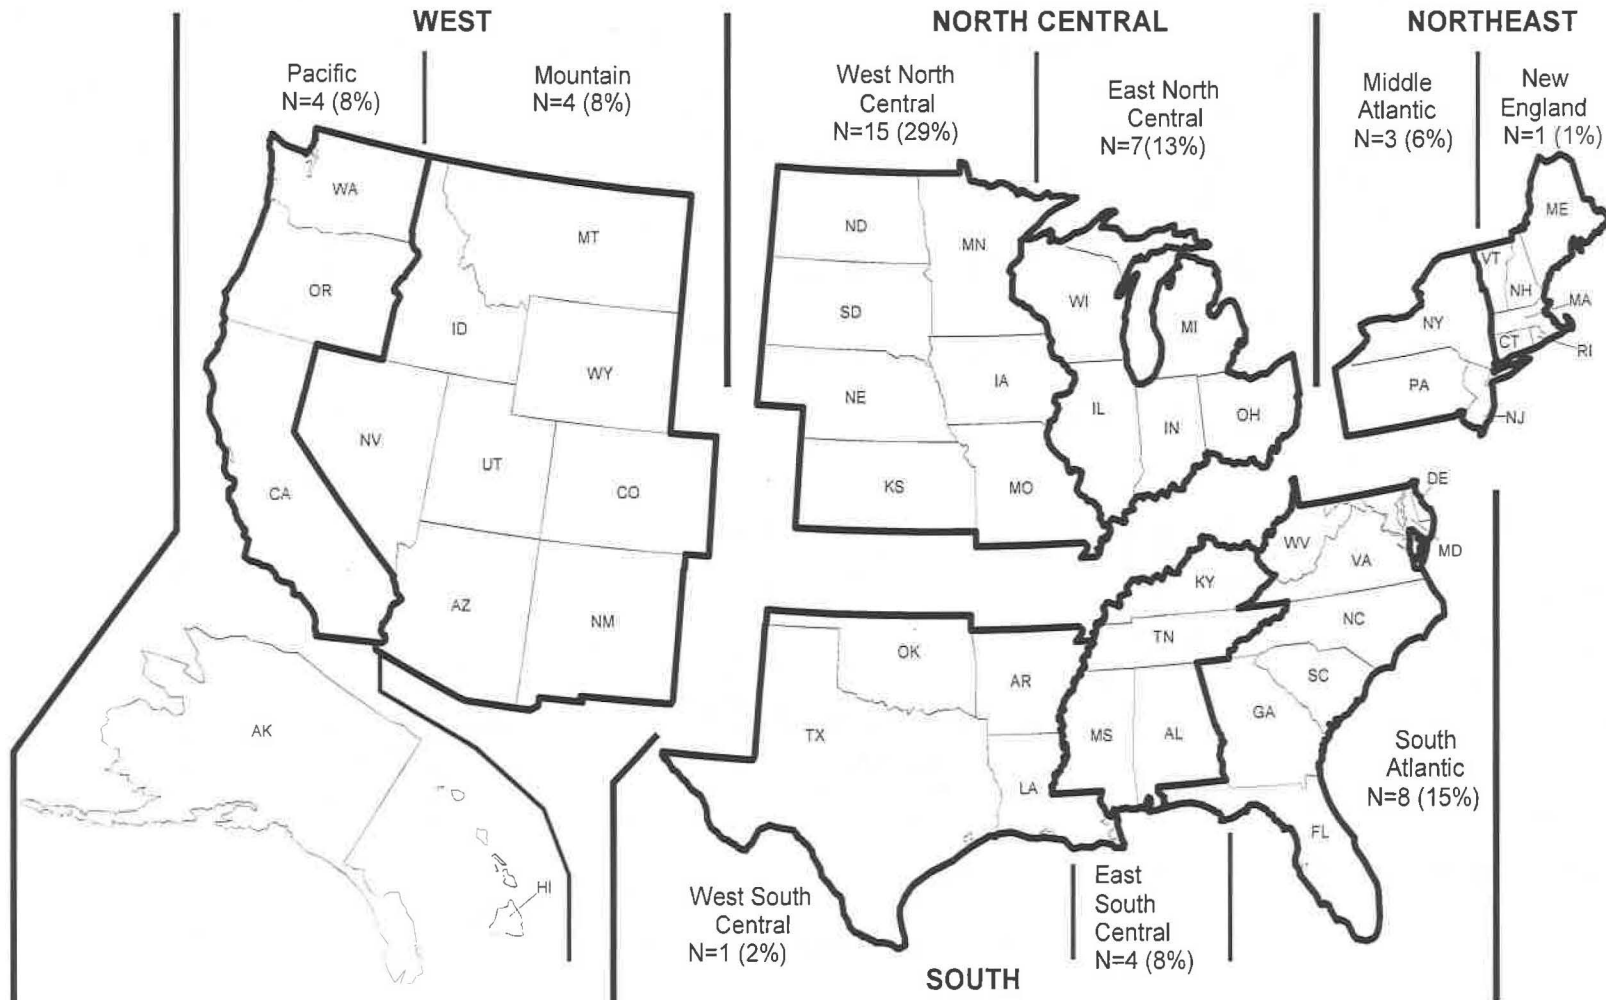 WEST
NORTH CENTRAL
NORTHEAST
Pacific
N=4 (8%)
Mountain
N=4 (8%)
West North
Central
N=15 (29%)
East North
Central
N=7(13%)
Middle
Atlantic
N=3 (6%)
New
England
N=1 (1%)
WA
MT
OR
ID
WY
NV
UT
CO
CA
AZ
NM
AK
HI
ND
MN
SD
WI
MI
NE
IA
IL
IN
OH
KS
MO
ME
VT
NH
MA
NY
CT
RI
PA
NJ
DE
WV
MD
VA
KY
NC
TN
OK
AR
SC
GA
TX
MS
AL
LA
FL
South
Atlantic
N=8 (15%)
West South
Central
N=1 (2%)
East
South
Central
N=4 (8%)
SOUTH